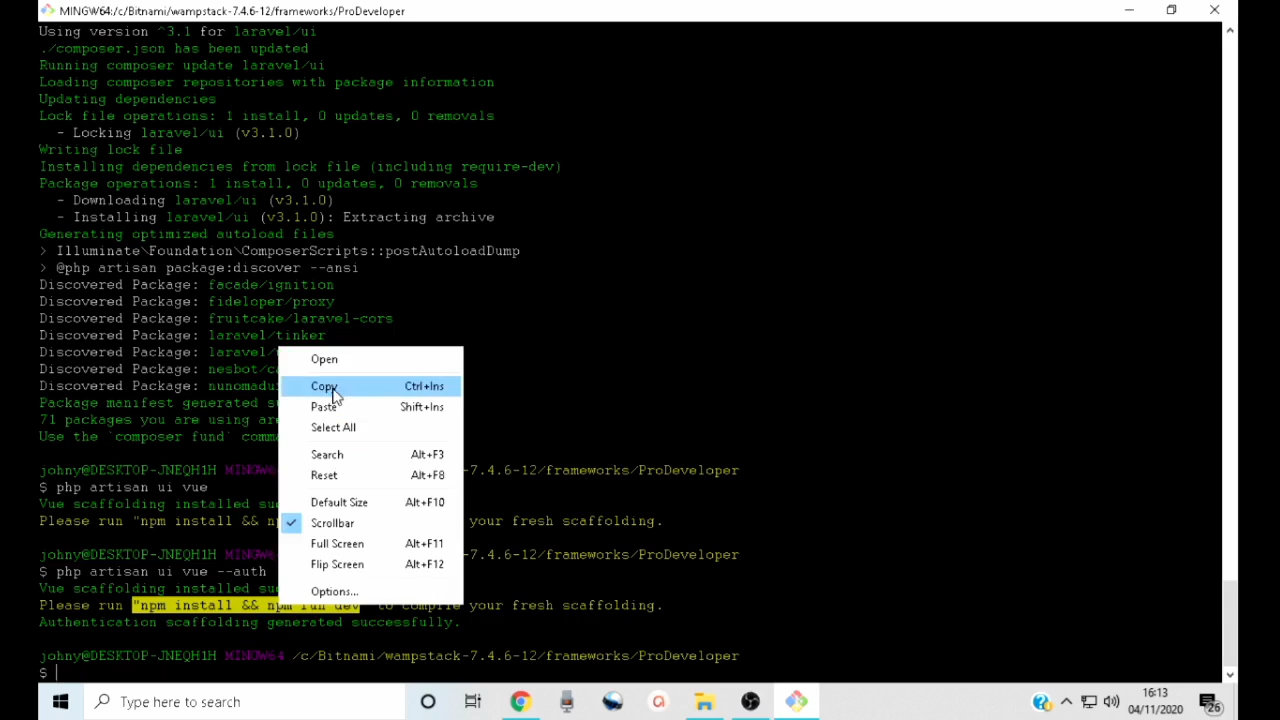 MINGW64:/c/Bitnami/wampstack-7.4.6-12/frameworks/ProDeveloper
Using version ^3.1 for laravel/ui
./composer.json has been updated
Running composer update laravel/ui
Loading composer repositories with package information
Updating dependencies
Lock file operations: 1 install, 0 updates, 0 removals
- Locking laravel/ui (v3.1.0)
Writing lock file
Installing dependencies from lock file (including require-dev)
Package operations: 1 install, 0 updates, 0 removals
- Downloading laravel/ui (v3.1.0)
- Installing laravel/ui (v3.1.0): Extracting archive
Generating optimized autoload files
> Illuminate\Foundation\ComposerScripts::postAutoloadDump
> @php artisan package:discover --ansi
Discovered Package: facade/ignition
Discovered Package: fideloper/proxy
Discovered Package: fruitcake/laravel-cors
Discovered Package: laravel/tinker
Discovered Package: laravel/
Discovered Package: nesbot/ca
Discovered Package: nunomadu
Package manifest generated s
71 packages you are using ar
Use the `composer fund` comm
Open
Copy Ctrl+Ins
Paste Shift+Ins
Select All
Search Alt+F3
Reset Alt+F8
Default Size Alt+F10
Scrollbar
Full Screen Alt+F11
Flip Screen Alt+F12
Options...
johny@DESKTOP-JNEQH1H MINGW6 -7.4.6-12/frameworks/ProDeveloper
$ php artisan ui vue
Vue scaffolding installed su
Please run "npm install && n your fresh scaffolding.
johny@DESKTOP-JNEQH1H MINGW6 -7.4.6-12/frameworks/ProDeveloper
$ php artisan ui vue --auth
Vue scaffolding installed su
Please run "npm install && npm run dev" to compile your fresh scaffolding.
Authentication scaffolding generated successfully.
johny@DESKTOP-JNEQH1H MINGW64 /c/Bitnami/wampstack-7.4.6-12/frameworks/ProDeveloper
$
Type here to search
16:13
04/11/2020
26